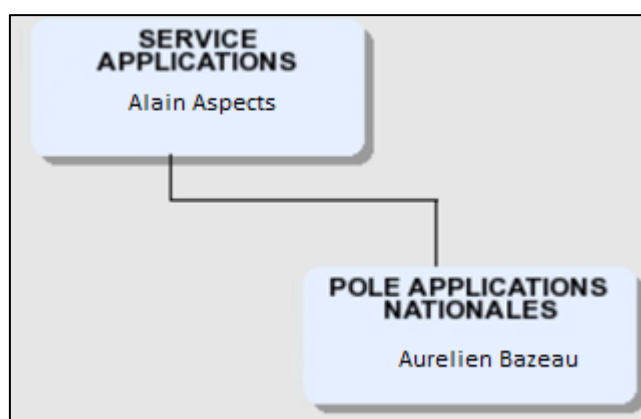 SERVICE
APPLICATIONS
Alain Aspects
POLE APPLICATIONS
NATIONALES
Aurelien Bazeau